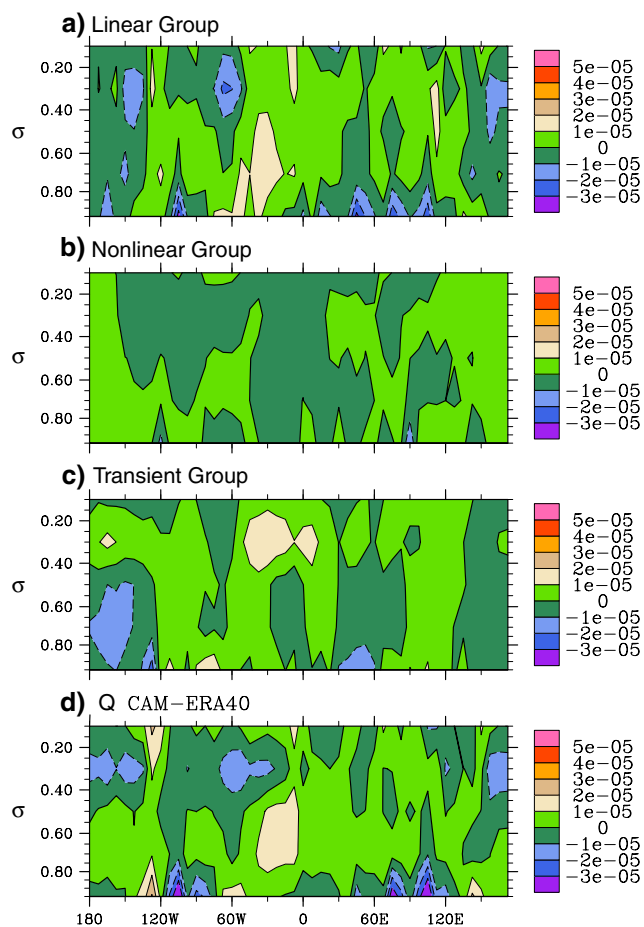 a) Linear Group
0.20
0.40
0.60
0.80
σ
5e-05
4e-05
3e-05
2e-05
1e-05
0
-1e-05
-2e-05
-3e-05
b) Nonlinear Group
0.20
0.40
0.60
0.80
σ
5e-05
4e-05
3e-05
2e-05
1e-05
0
-1e-05
-2e-05
-3e-05
c) Transient Group
0.20
0.40
0.60
0.80
σ
5e-05
4e-05
3e-05
2e-05
1e-05
0
-1e-05
-2e-05
-3e-05
d) Q CAM-ERA40
0.20
0.40
0.60
0.80
σ
5e-05
4e-05
3e-05
2e-05
1e-05
0
-1e-05
-2e-05
-3e-05
180 120W 60W 0 60E 120E